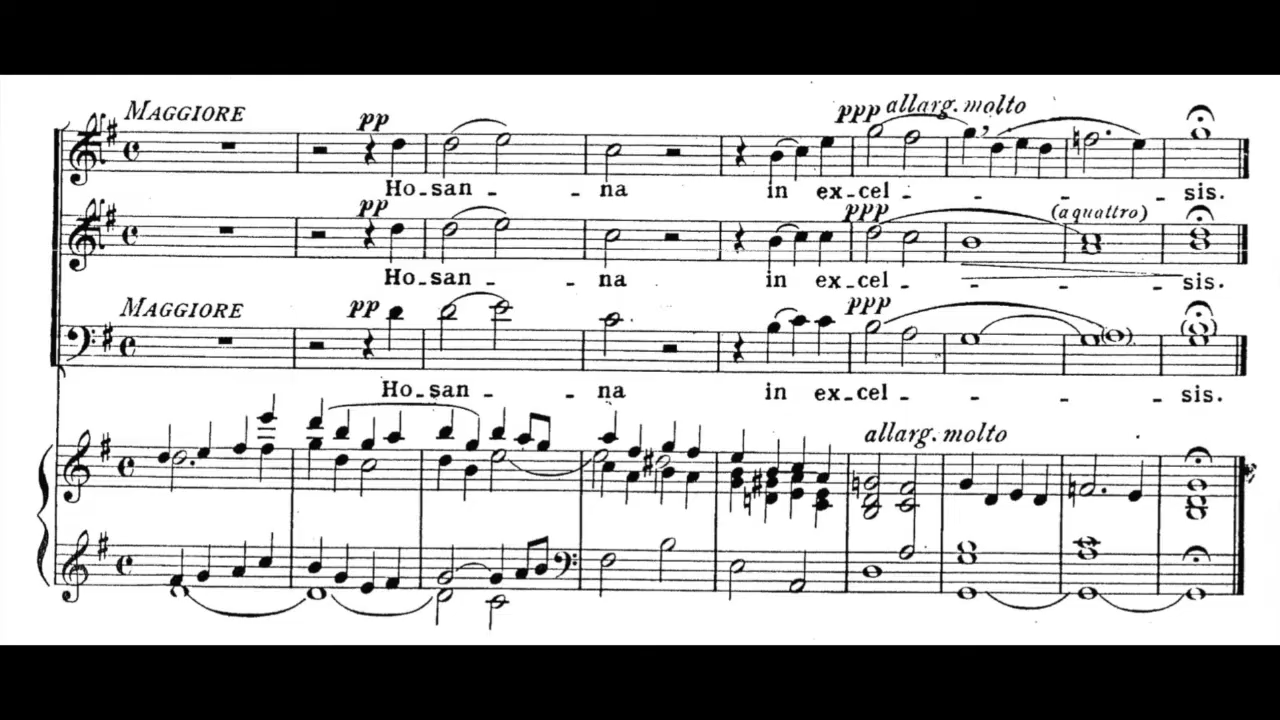 MAGGIORE
pp
ppp allarg. molto
Ho-san - - na in ex-cel - - - - sis.
pp
ppp
(a quattro)
Ho-san - - na in ex-cel - - - - sis.
MAGGIORE
pp
ppp
Ho-san - - na in ex-cel - - - - sis.
allarg. molto